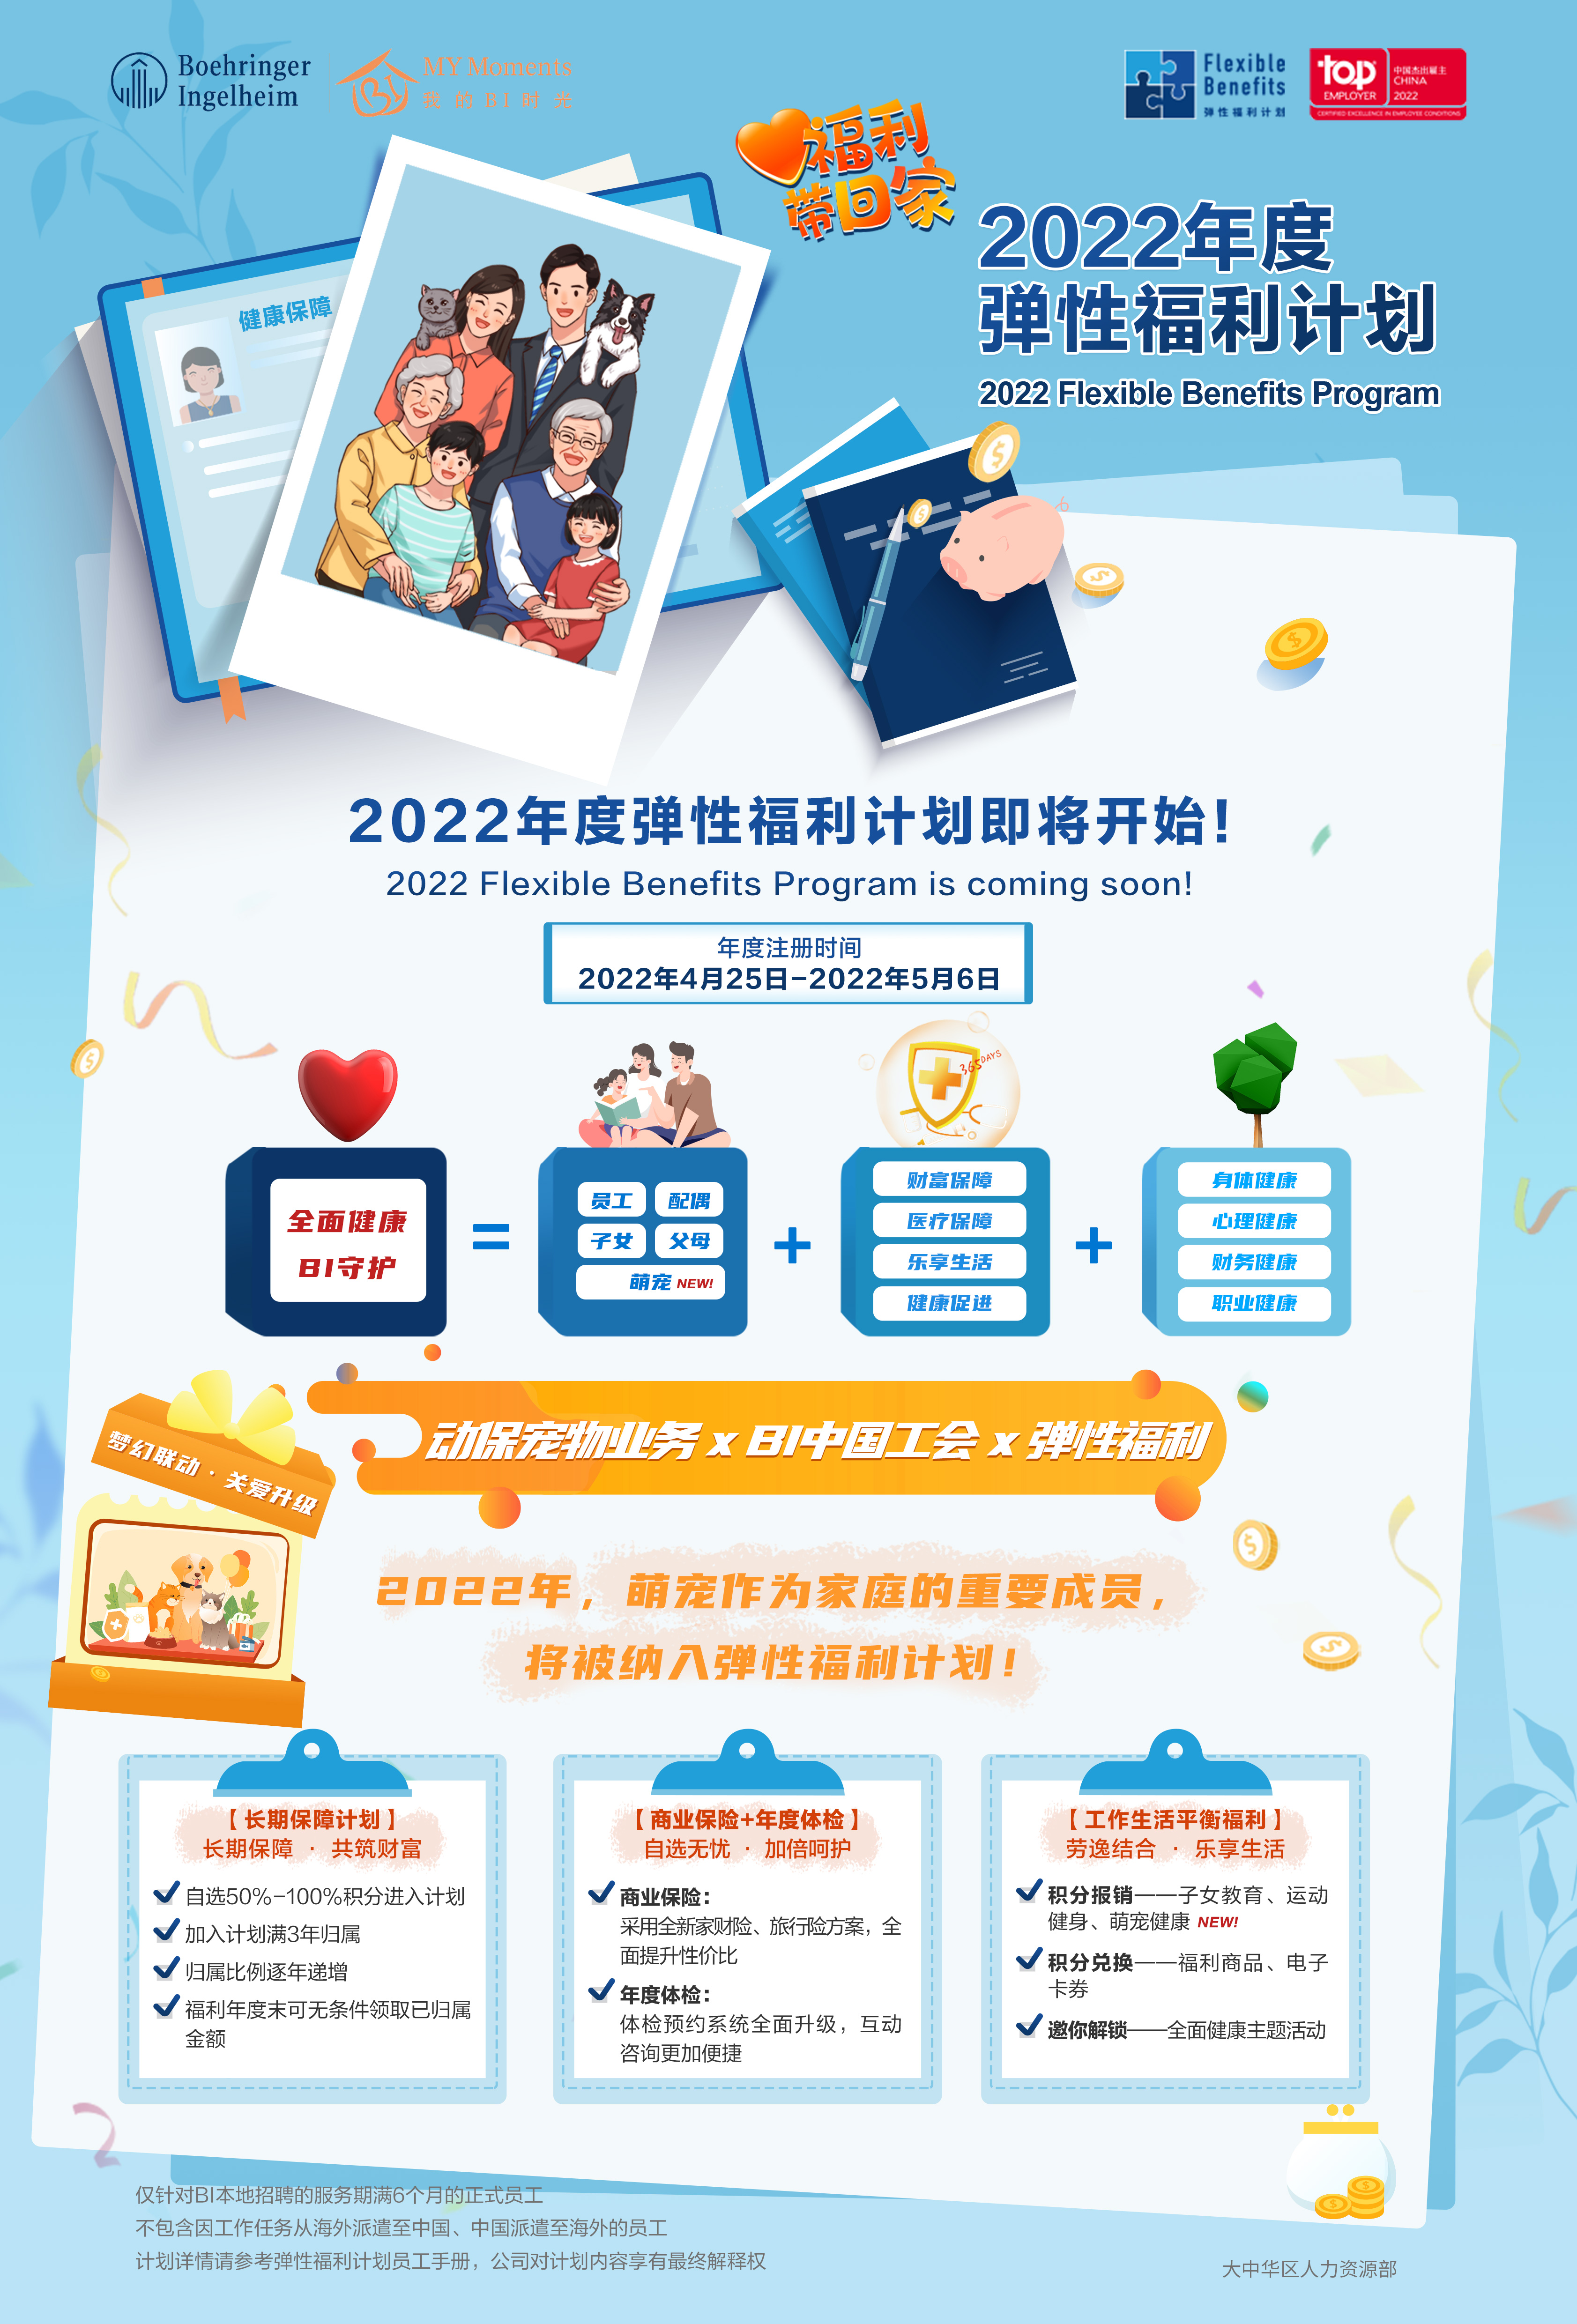 Boehringer
Ingelheim
MY Moments
我的BI时光
Flexible
Benefits
弹性福利计划
top
EMPLOYER
中国杰出雇主
CHINA
2022
CERTIFIED EXCELLENCE IN EMPLOYEE CONDITIONS
福利
带回家
2022年度
弹性福利计划
2022 Flexible Benefits Program
健康保障
2022年度弹性福利计划即将开始!
2022 Flexible Benefits Program is coming soon!
年度注册时间
2022年4月25日-2022年5月6日
365DAYS
全面健康
BI守护
=
员工 配偶
子女 父母
萌宠 NEW!
+
财富保障
医疗保障
乐享生活
健康促进
+
身体健康
心理健康
财务健康
职业健康
动保宠物业务 x BI中国工会 x 弹性福利
梦幻联动·关爱升级
2022年，萌宠作为家庭的重要成员，
将被纳入弹性福利计划！
【长期保障计划】
长期保障 · 共筑财富
自选50%-100%积分进入计划
加入计划满3年归属
归属比例逐年递增
福利年度末可无条件领取已归属
金额
【商业保险+年度体检】
自选无忧 · 加倍呵护
商业保险：
采用全新家财险、旅行险方案，全
面提升性价比
年度体检：
体检预约系统全面升级，互动
咨询更加便捷
【工作生活平衡福利】
劳逸结合 · 乐享生活
积分报销——子女教育、运动
健身、萌宠健康 NEW!
积分兑换——福利商品、电子
卡券
邀你解锁——全面健康主题活动
仅针对BI本地招聘的服务期满6个月的正式员工
不包含因工作任务从海外派遣至中国、中国派遣至海外的员工
计划详情请参考弹性福利计划员工手册，公司对计划内容享有最终解释权
大中华区人力资源部